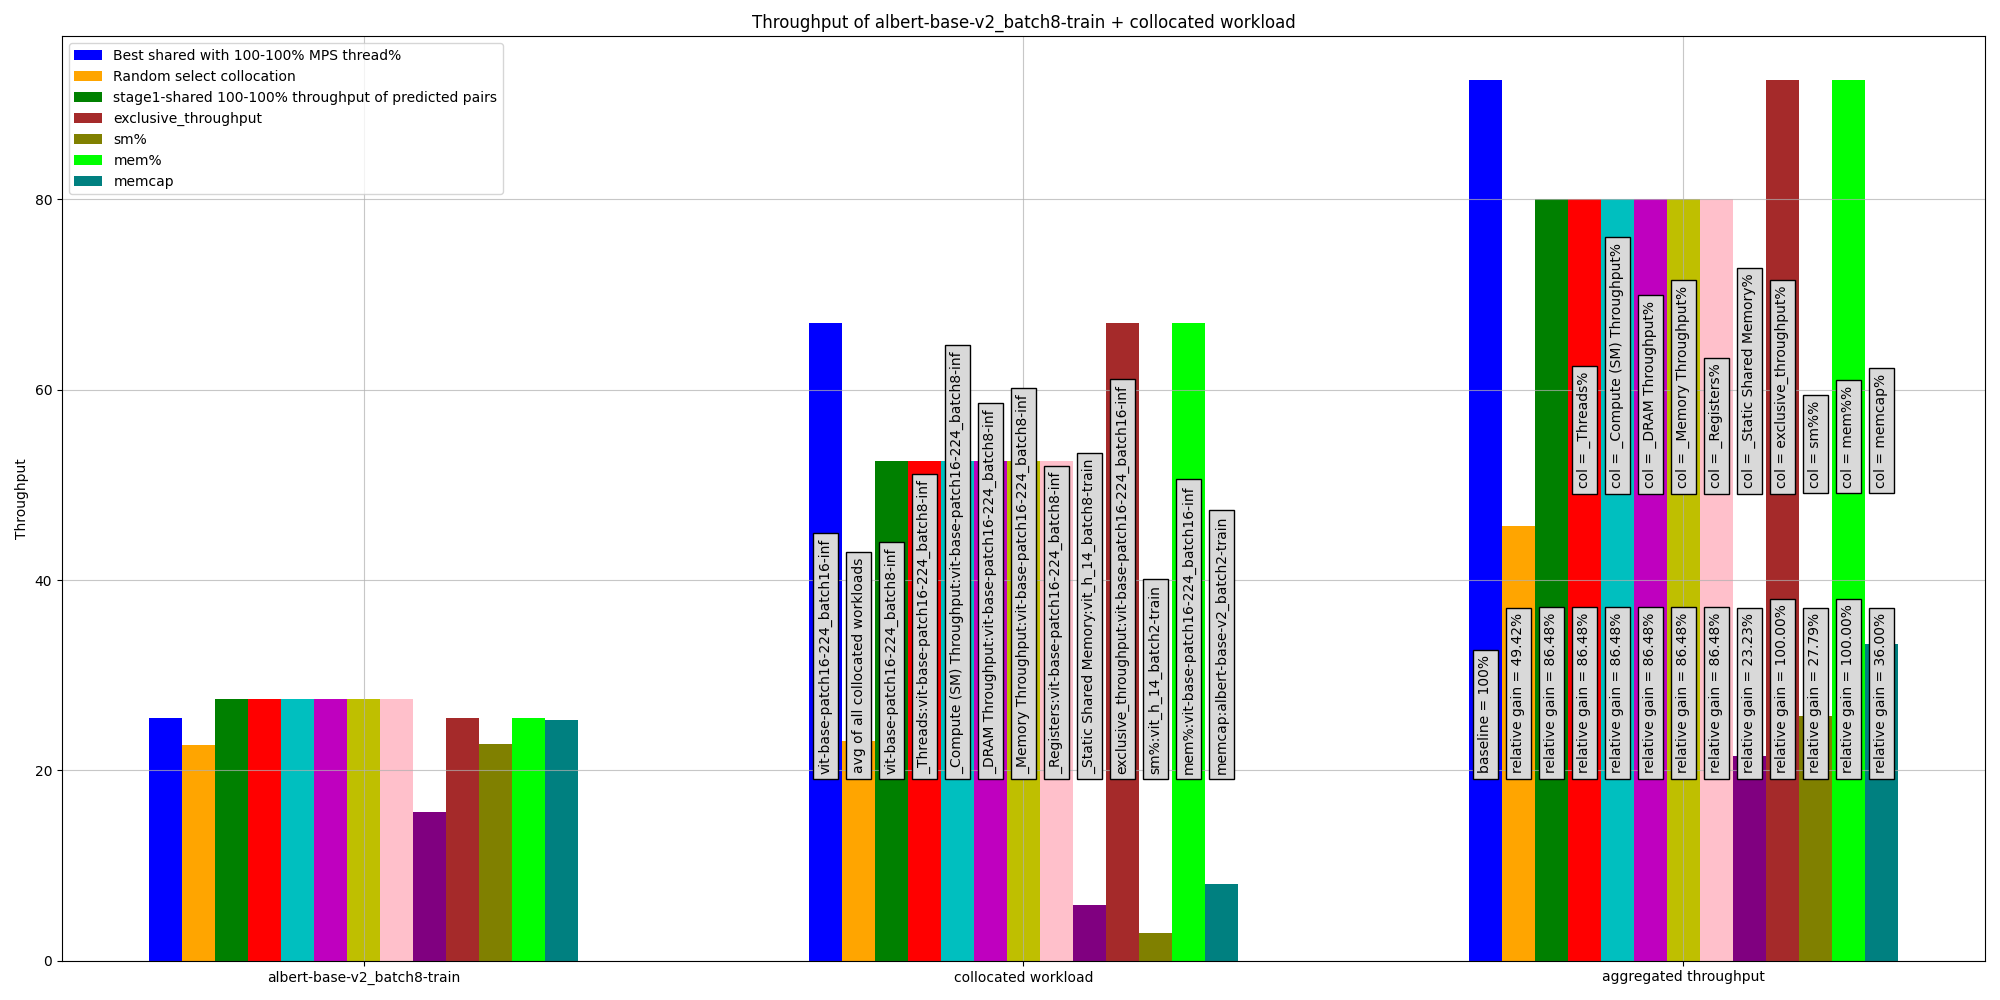 Throughput of albert-base-v2_batch8-train + collocated workload
Best shared with 100-100% MPS thread%
Random select collocation
stage1-shared 100-100% throughput of predicted pairs
exclusive_throughput
sm%
mem%
memcap
Throughput
80
60
40
20
0
vit-base-patch16-224_batch16-inf
avg of all collocated workloads
vit-base-patch16-224_batch8-inf
_Threads:vit-base-patch16-224_batch8-inf
_Compute (SM) Throughput:vit-base-patch16-224_batch8-inf
_DRAM Throughput:vit-base-patch16-224_batch8-inf
_Memory Throughput:vit-base-patch16-224_batch8-inf
_Registers:vit-base-patch16-224_batch8-inf
_Static Shared Memory:vit_h_14_batch8-train
exclusive_throughput:vit-base-patch16-224_batch16-inf
sm%:vit_h_14_batch2-train
mem%:vit-base-patch16-224_batch16-inf
memcap:albert-base-v2_batch2-train
col = _Threads%
col = _Compute (SM) Throughput%
col = _DRAM Throughput%
col = _Memory Throughput%
col = _Registers%
col = _Static Shared Memory%
col = exclusive_throughput%
col = sm%%
col = mem%%
col = memcap%
baseline = 100%
relative gain = 49.42%
relative gain = 86.48%
relative gain = 86.48%
relative gain = 86.48%
relative gain = 86.48%
relative gain = 86.48%
relative gain = 86.48%
relative gain = 23.23%
relative gain = 100.00%
relative gain = 27.79%
relative gain = 100.00%
relative gain = 36.00%
albert-base-v2_batch8-train
collocated workload
aggregated throughput